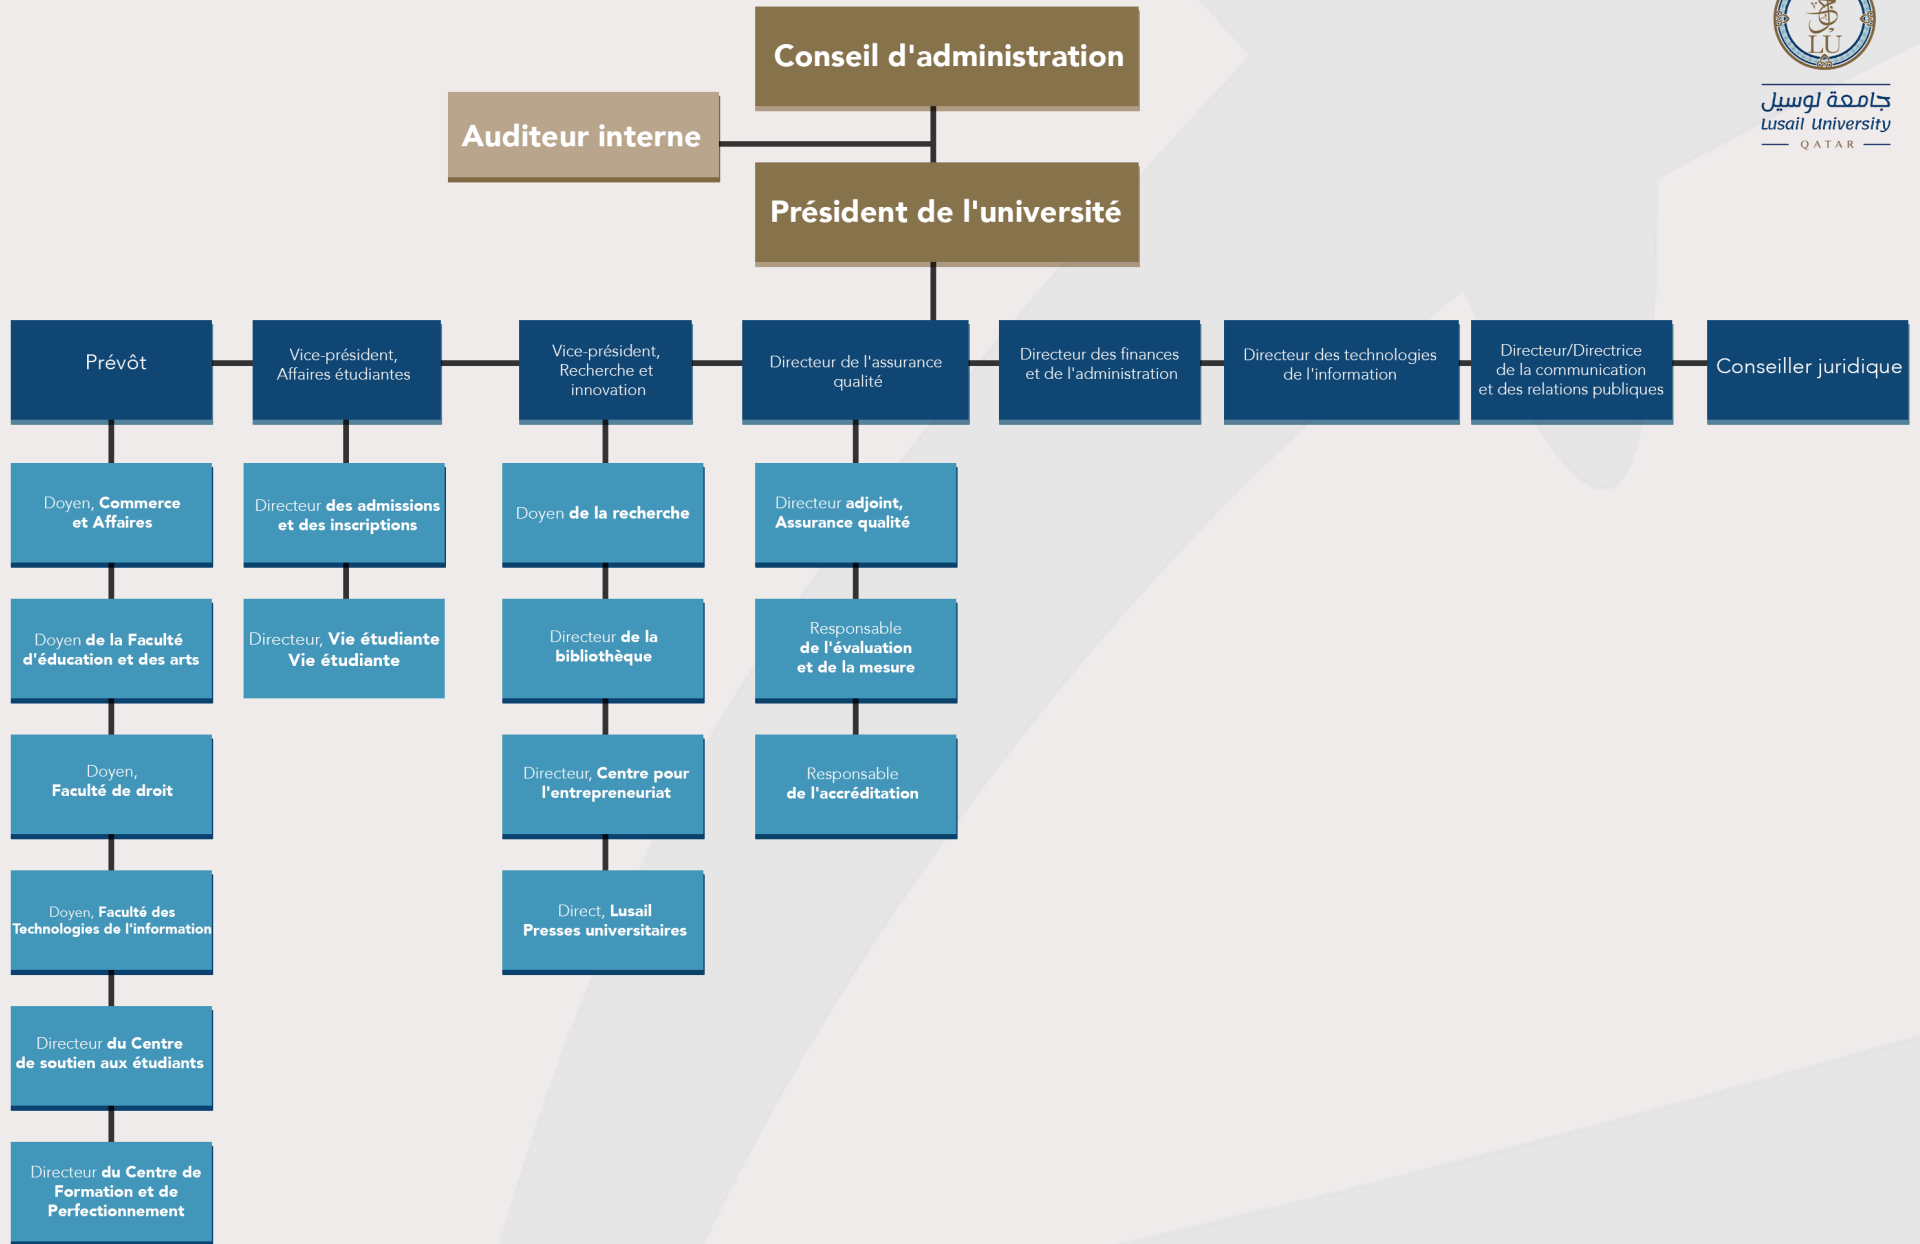 Conseil d'administration
LU
جامعة لوسيل
Lusail University
QATAR
Auditeur interne
Président de l'université
Prévôt
Vice-président,
Affaires étudiantes
Vice-président,
Recherche et
innovation
Directeur de l'assurance
qualité
Directeur des finances
et de l'administration
Directeur des technologies
de l'information
Directeur/Directrice
de la communication
et des relations publiques
Conseiller juridique
Doyen, Commerce
et Affaires
Directeur des admissions
et des inscriptions
Doyen de la recherche
Directeur adjoint,
Assurance qualité
Doyen de la Faculté
d'éducation et des arts
Directeur, Vie étudiante
Vie étudiante
Directeur de la
bibliothèque
Responsable
de l'évaluation
et de la mesure
Doyen,
Faculté de droit
Directeur, Centre pour
l'entrepreneuriat
Responsable
de l'accréditation
Doyen, Faculté des
Technologies de l'information
Direct, Lusail
Presses universitaires
Directeur du Centre
de soutien aux étudiants
Directeur du Centre de
Formation et de
Perfectionnement